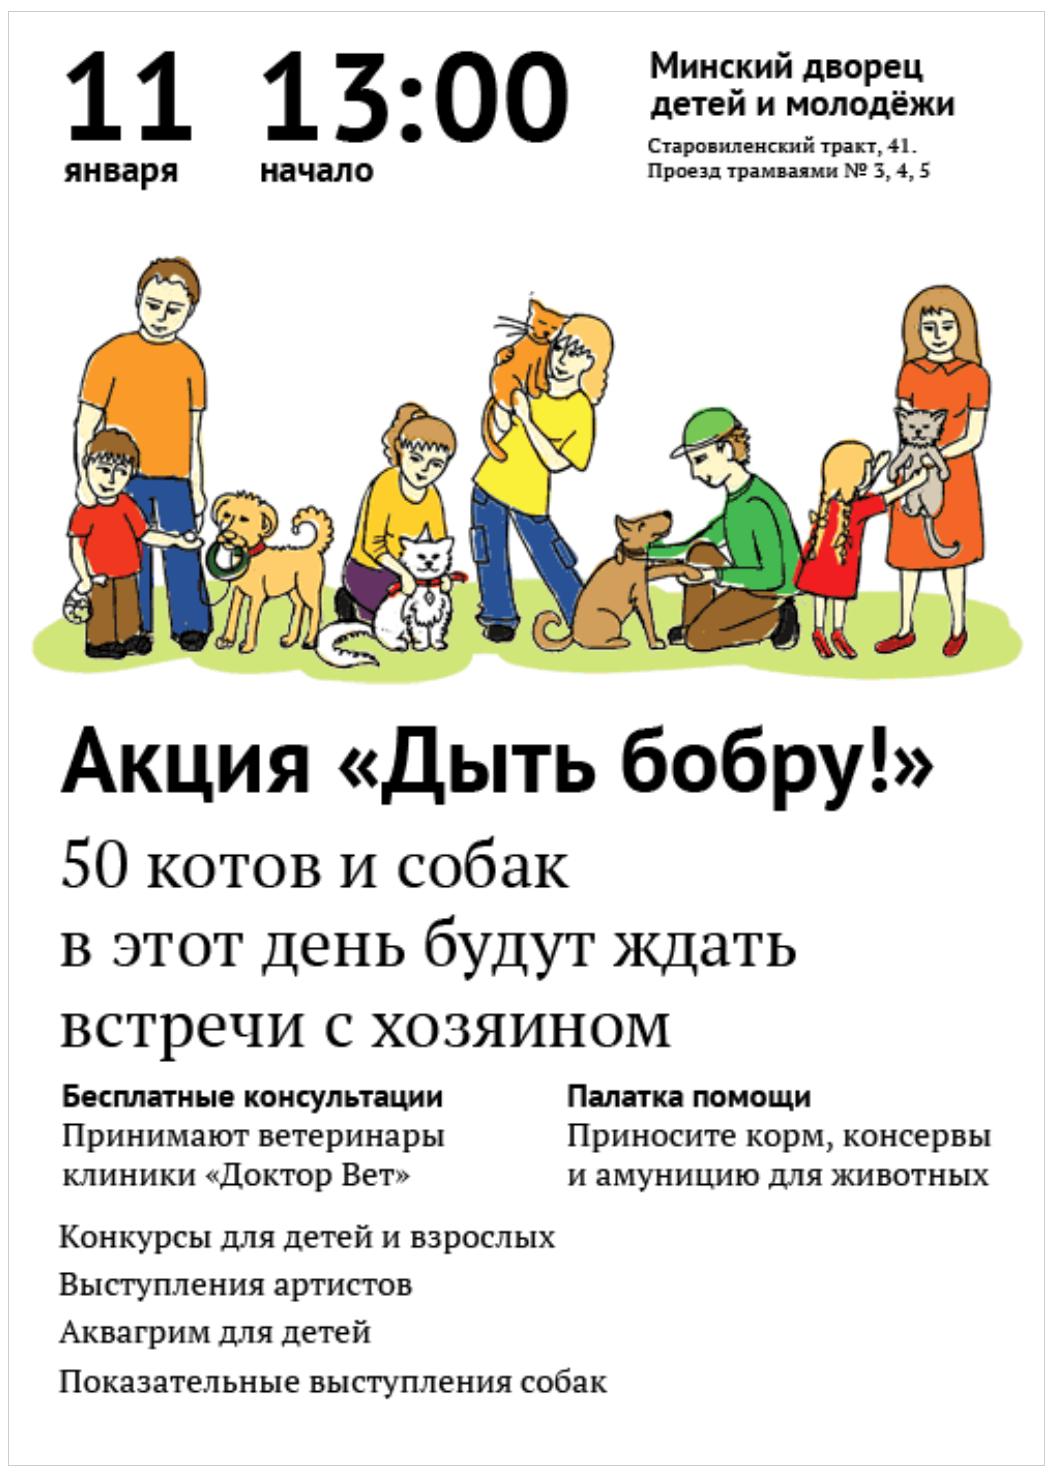 11
января
13:00
начало
Минский дворец
детей и молодёжи
Старовиленский тракт, 41.
Проезд трамваями № 3, 4, 5
Акция «Дыть бобру!»
50 котов и собак
в этот день будут ждать
встречи с хозяином
Бесплатные консультации
Принимают ветеринары
клиники «Доктор Вет»
Палатка помощи
Приносите корм, консервы
и амуницию для животных
Конкурсы для детей и взрослых
Выступления артистов
Аквагрим для детей
Показательные выступления собак